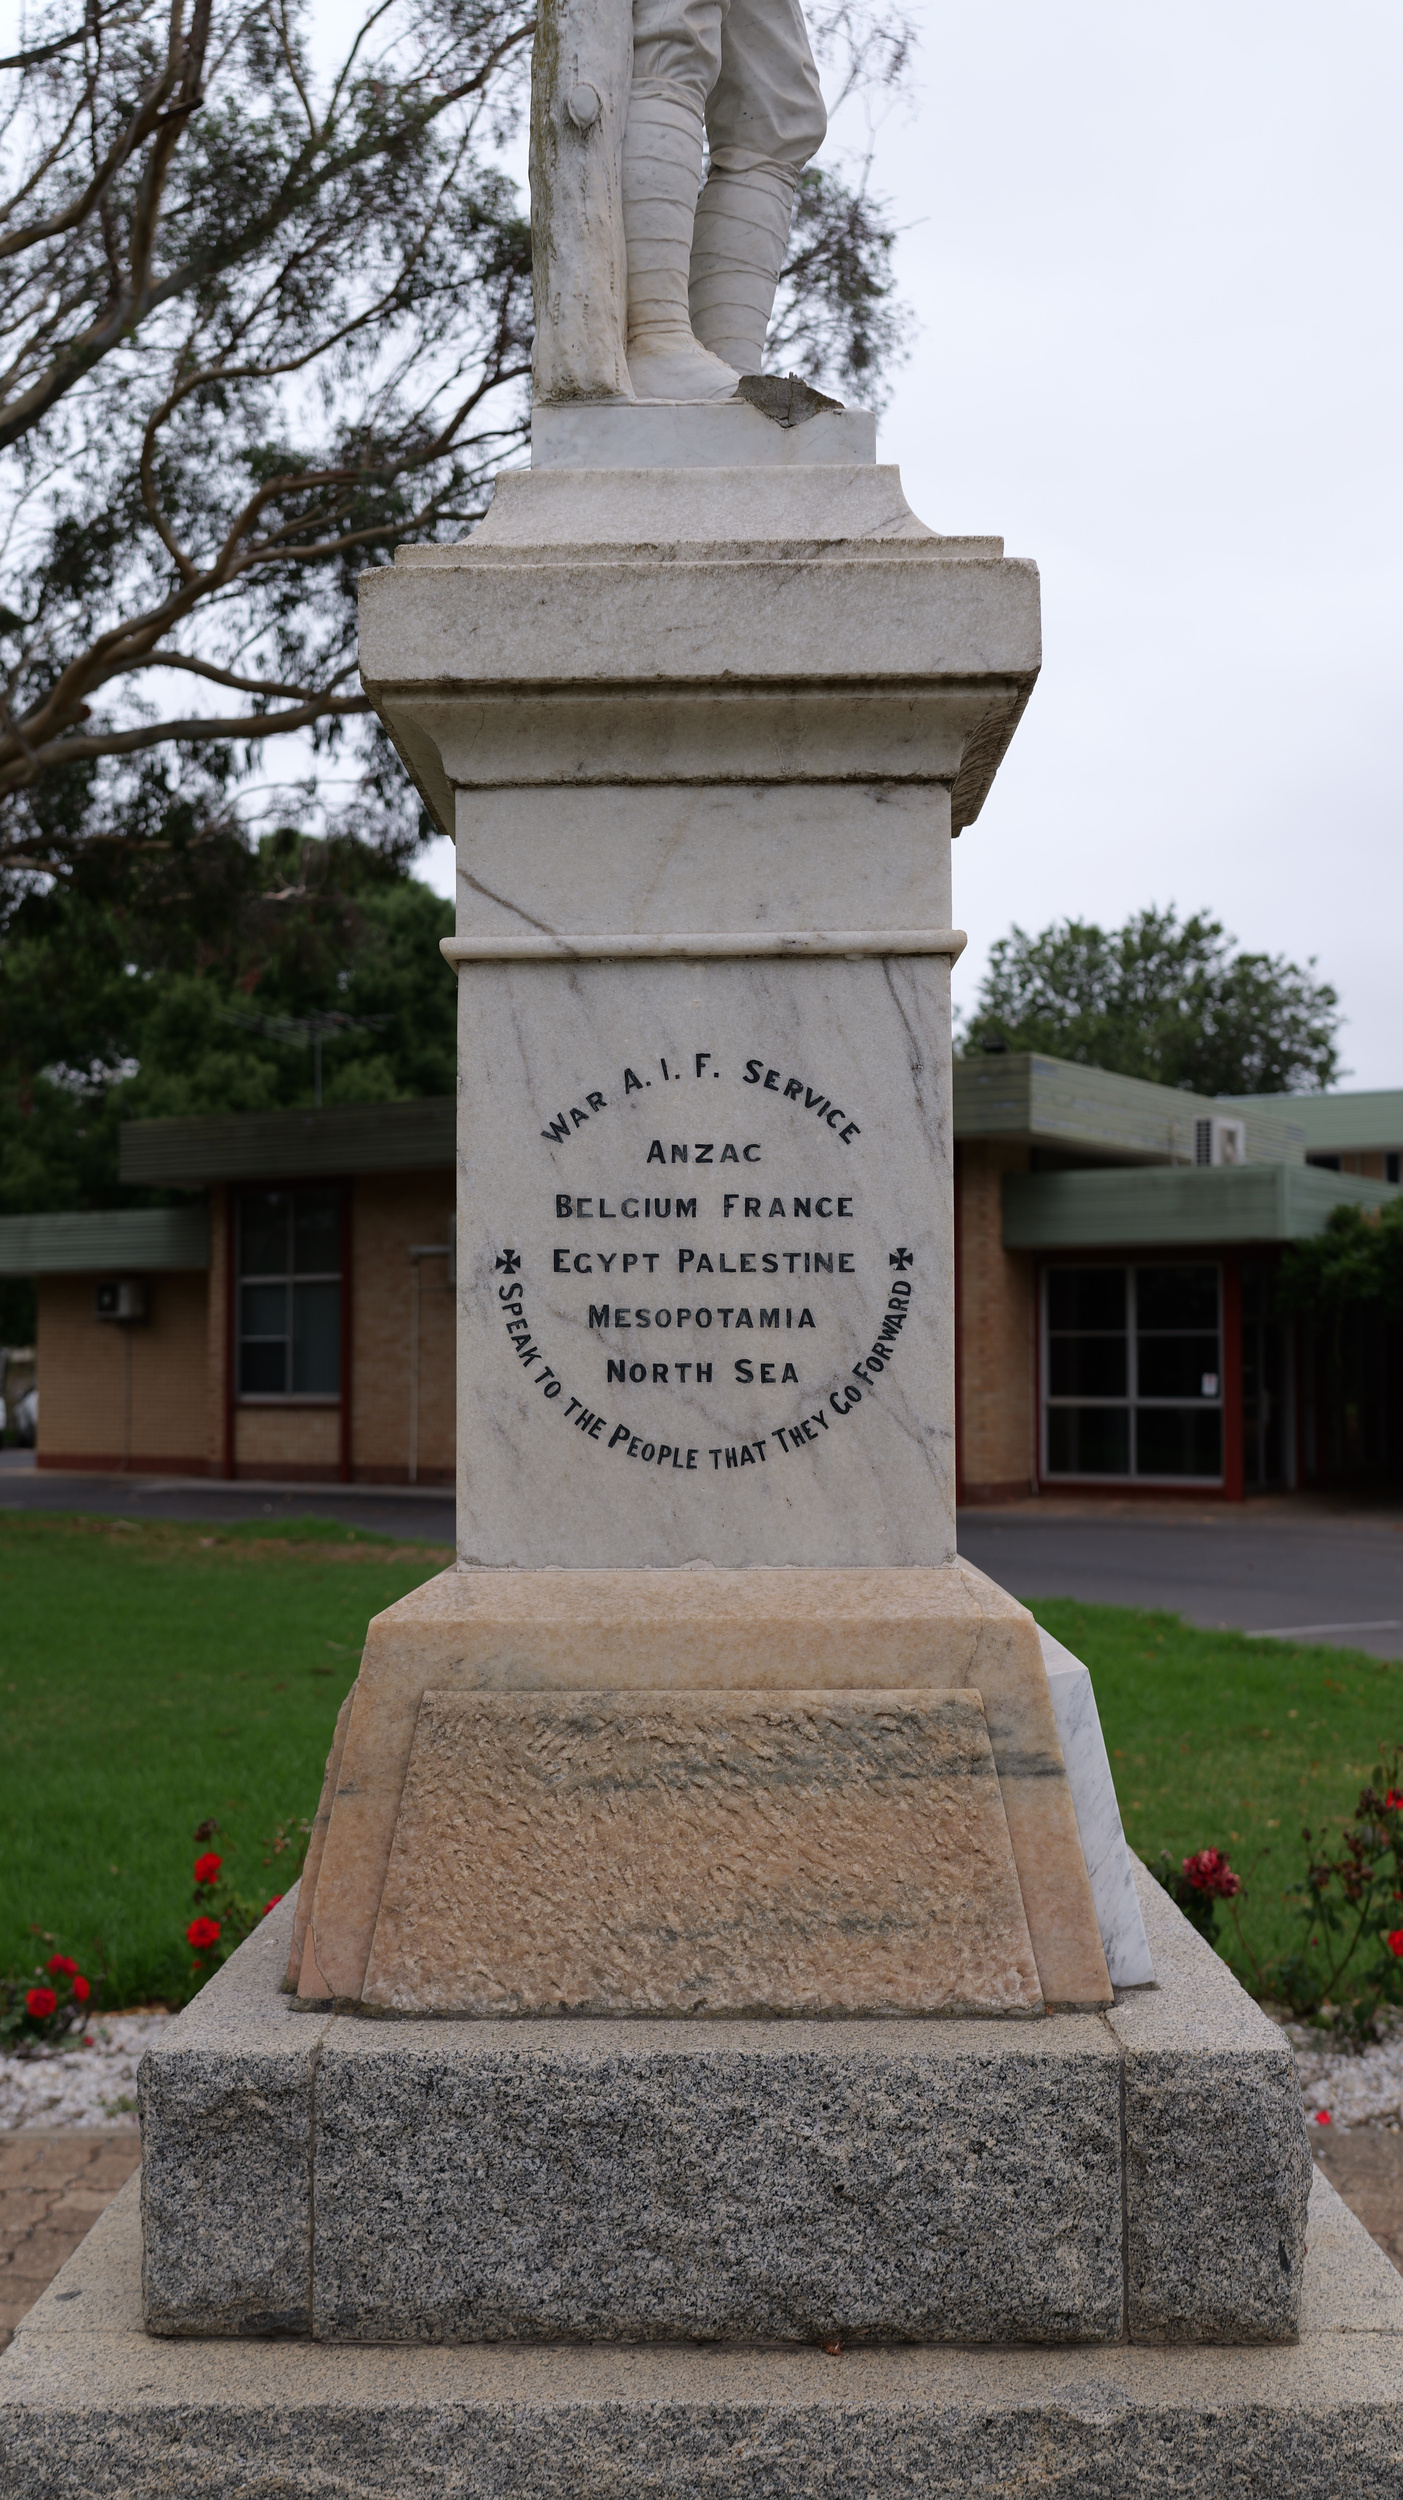 WAR A. I. F. SERVICE
ANZAC
BELGIUM FRANCE
EGYPT PALESTINE
MESOPOTAMIA
NORTH SEA
SPEAK TO THE PEOPLE THAT THEY GO FORWARD